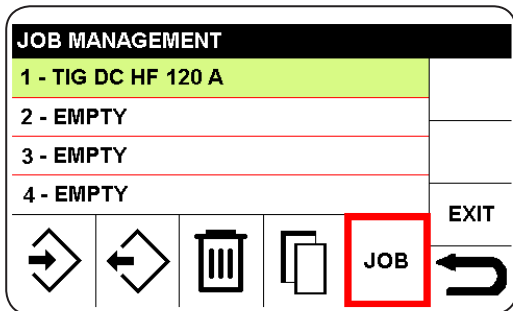 JOB MANAGEMENT
1 - TIG DC HF 120 A
2 - EMPTY
3 - EMPTY
4 - EMPTY
EXIT
JOB